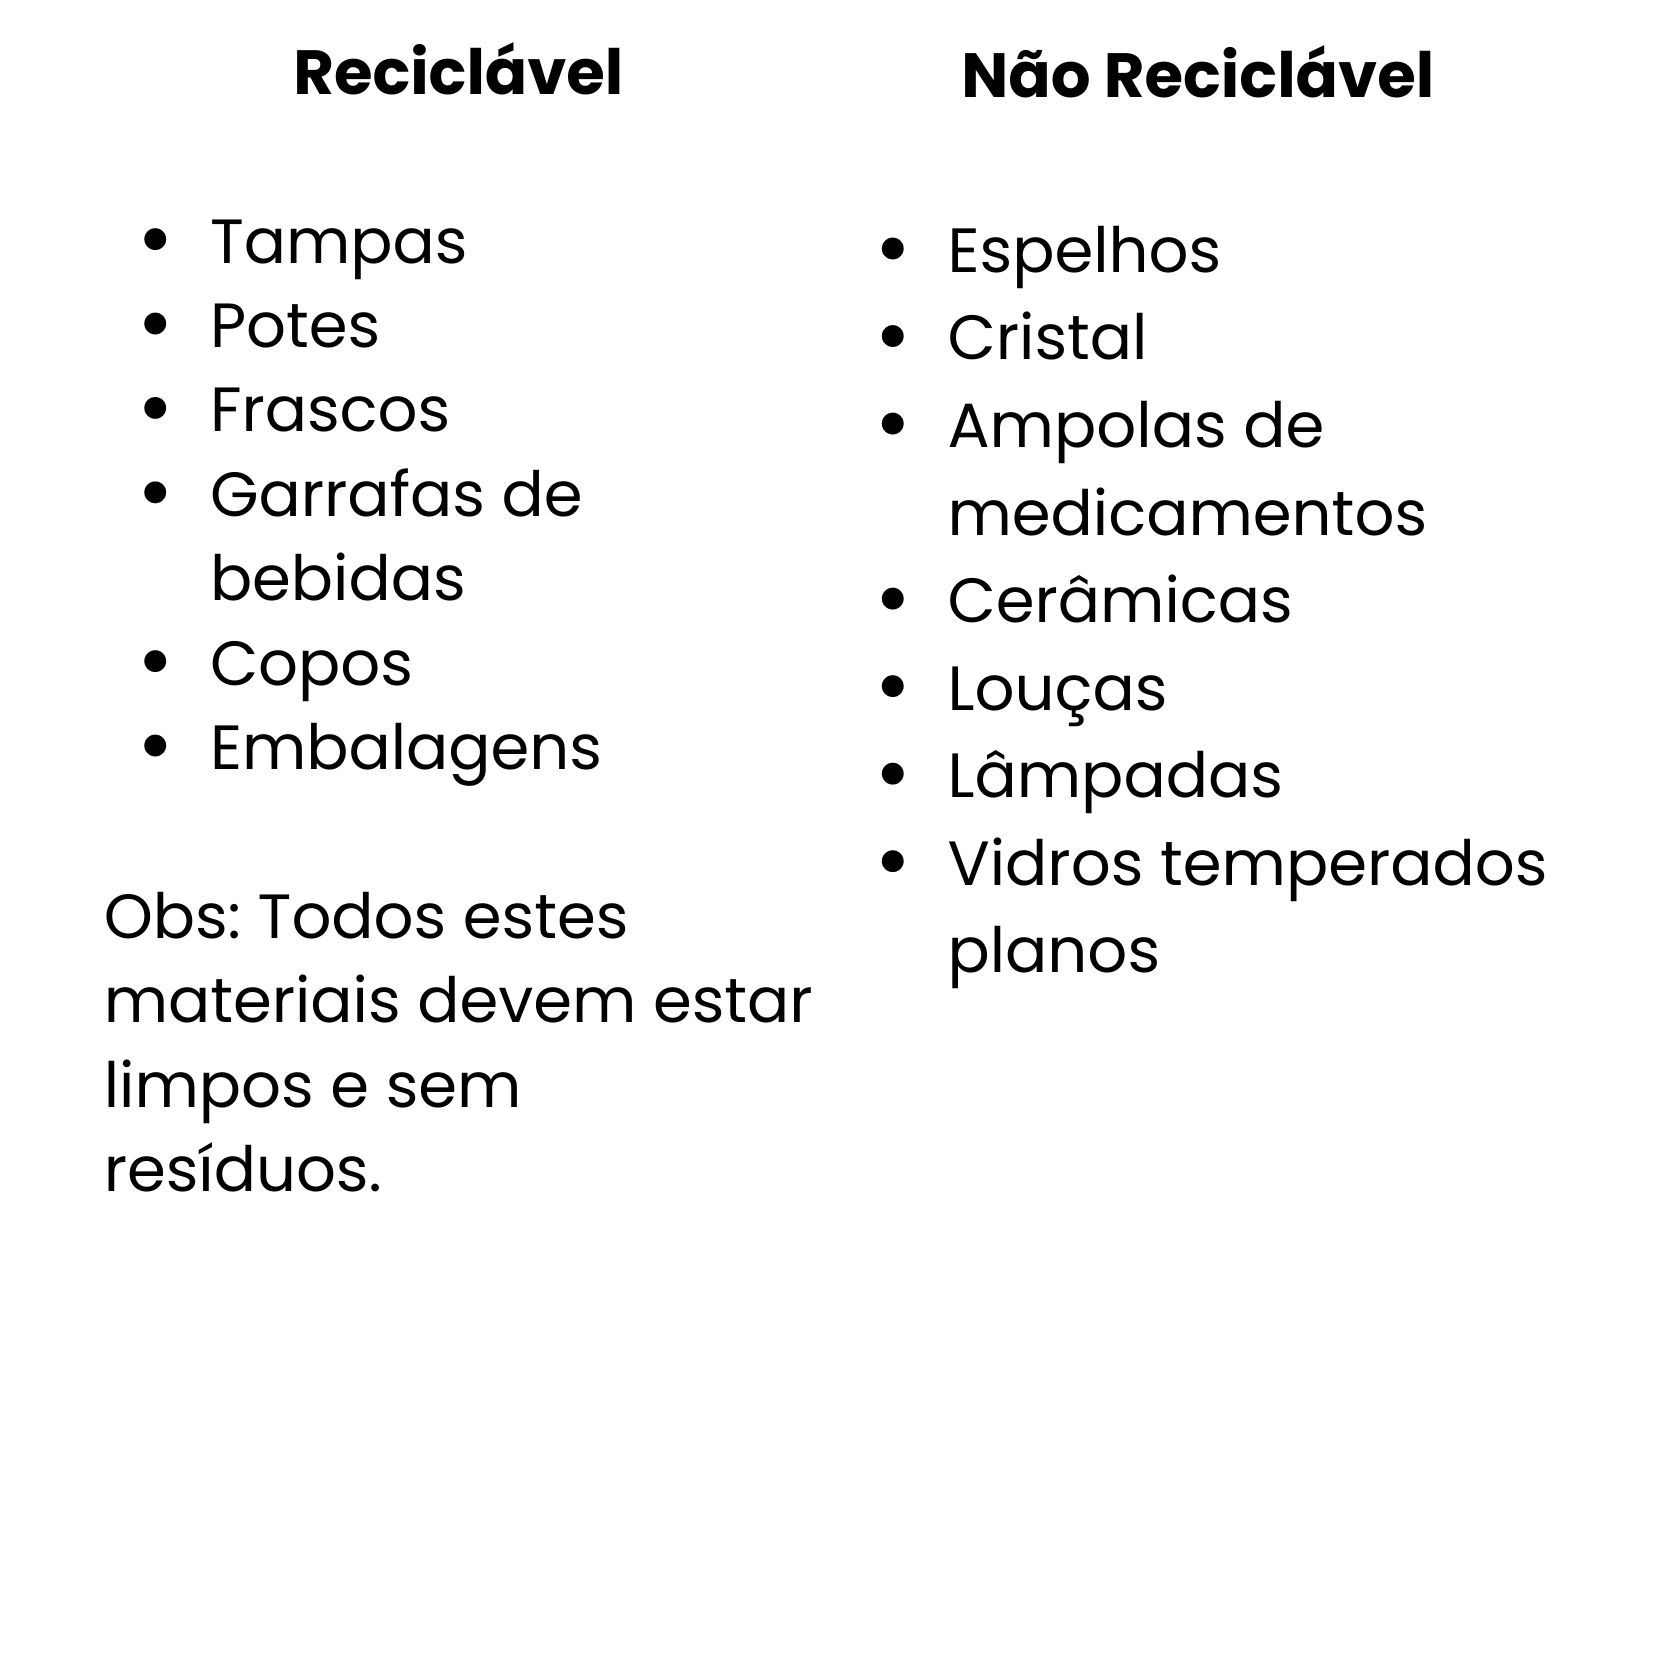 Reciclável
Tampas
Potes
Frascos
Garrafas de
bebidas
Copos
Embalagens
Obs: Todos estes
materiais devem estar
limpos e sem
resíduos.
Não Reciclável
Espelhos
Cristal
Ampolas de
medicamentos
Cerâmicas
Louças
Lâmpadas
Vidros temperados
planos